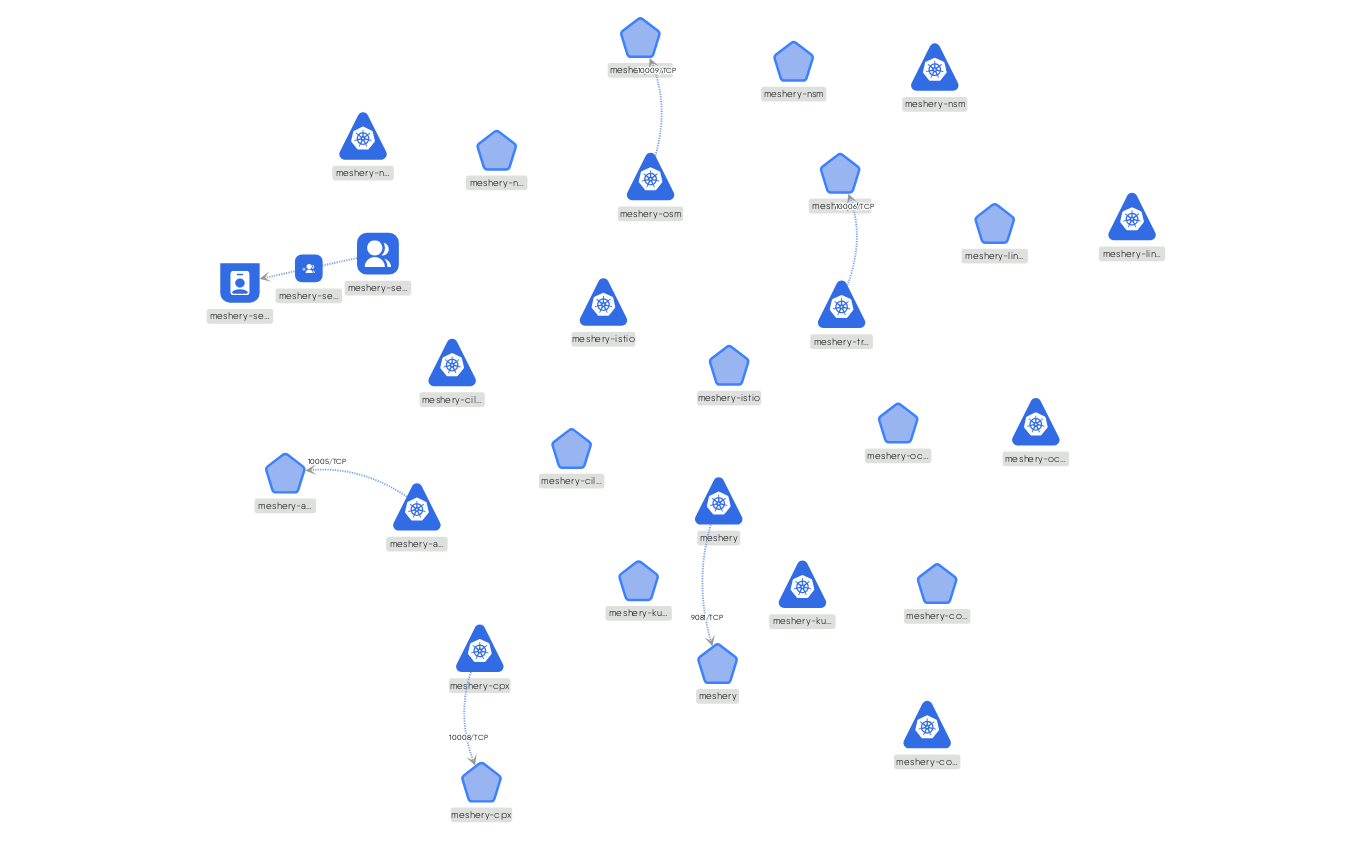 10009/TCP
meshery-nsm
meshery-nsm
meshery-n...
meshery-n...
meshery-osm
10006/TCP
meshery-lin...
meshery-lin...
meshery-se...
meshery-se...
meshery-se...
meshery-istio
meshery-tr...
meshery-cil...
meshery-istio
meshery-oc...
meshery-oc...
10005/TCP
meshery-a...
meshery-cil...
meshery-a...
meshery
meshery-ku...
9081/TCP
meshery-ku...
meshery-co...
meshery-cpx
meshery
10008/TCP
meshery-co...
meshery-cpx